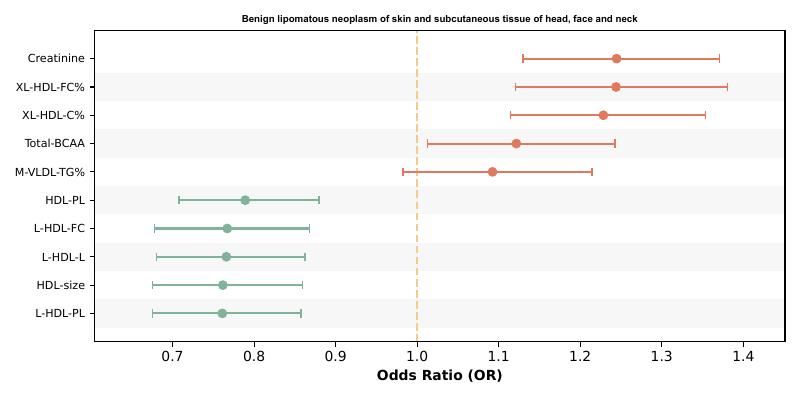 Benign lipomatous neoplasm of skin and subcutaneous tissue of head, face and neck
Creatinine
XL-HDL-FC%
XL-HDL-C%
Total-BCAA
M-VLDL-TG%
HDL-PL
L-HDL-FC
L-HDL-L
HDL-size
L-HDL-PL
0.7 0.8 0.9 1.0 1.1 1.2 1.3 1.4
Odds Ratio (OR)